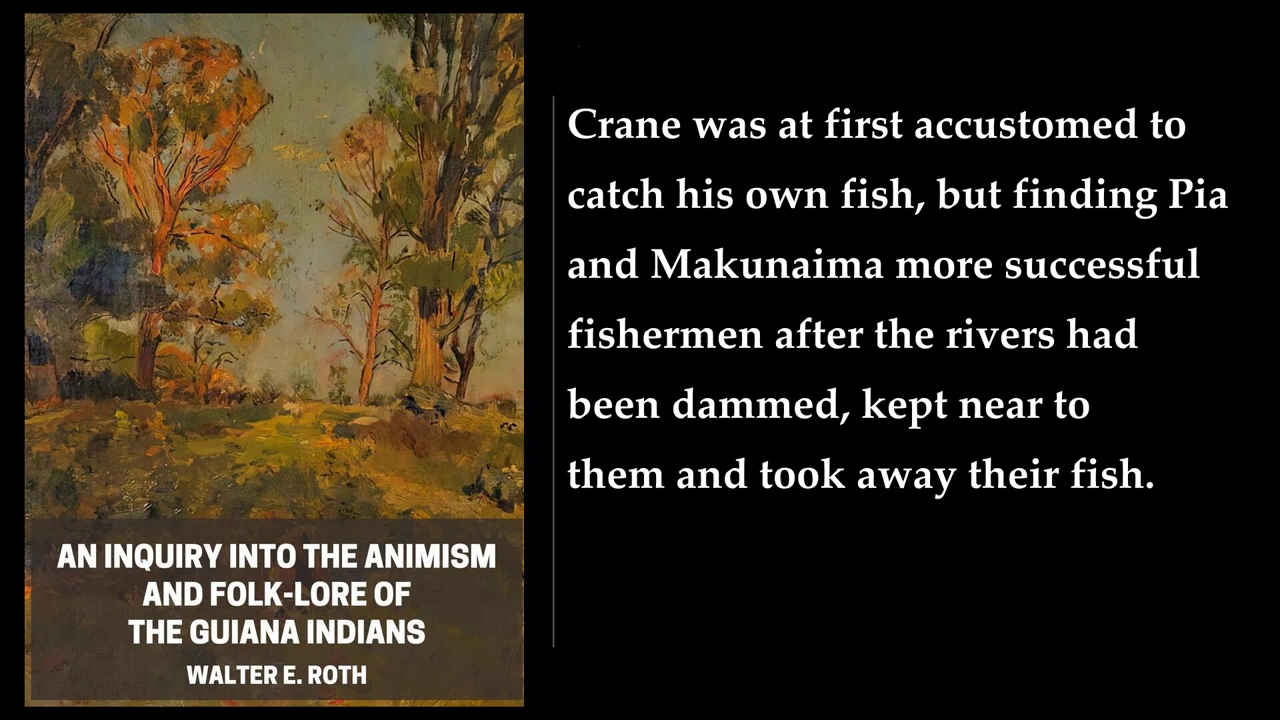 Crane was at first accustomed to
catch his own fish, but finding Pia
and Makunaima more successful
fishermen after the rivers had
been dammed, kept near to
them and took away their fish.
AN INQUIRY INTO THE ANIMISM
AND FOLK-LORE OF
THE GUIANA INDIANS
WALTER E. ROTH